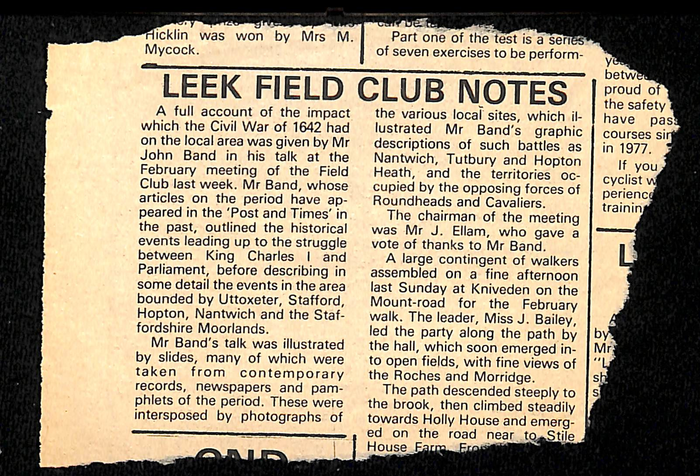 Hicklin was won by Mrs M.
Mycock.
Part one of the test is a series
of seven exercises to be perform-
LEEK FIELD CLUB NOTES
A full account of the impact
which the Civil War of 1642 had
on the local area was given by Mr
John Band in his talk at the
February meeting of the Field
Club last week. Mr Band, whose
articles on the period have ap-
peared in the 'Post and Times' in
the past, outlined the historical
events leading up to the struggle
between King Charles I and
Parliament, before describing in
some detail the events in the area
bounded by Uttoxeter, Stafford,
Hopton, Nantwich and the Staf-
fordshire Moorlands.
Mr Band's talk was illustrated
by slides, many of which were
taken from contemporary
records, newspapers and pam-
phlets of the period. These were
intersposed by photographs of
the various local sites, which il-
lustrated Mr Band's graphic
descriptions of such battles as
Nantwich, Tutbury and Hopton
Heath, and the territories oc-
cupied by the opposing forces of
Roundheads and Cavaliers.
The chairman of the meeting
was Mr J. Ellam, who gave a
vote of thanks to Mr Band.
A large contingent of walkers
assembled on a fine afternoon
last Sunday at Kniveden on the
Mount-road for the February
walk. The leader, Miss J. Bailey,
led the party along the path by
the hall, which soon emerged in-
to open fields, with fine views of
the Roches and Morridge.
The path descended steeply to
the brook, then climbed steadily
towards Holly House and emerg-
ed on the road near to Stile
House Farm.
proud of
the safety
have
courses
in 1977.
If you
cyclist
by
Mr